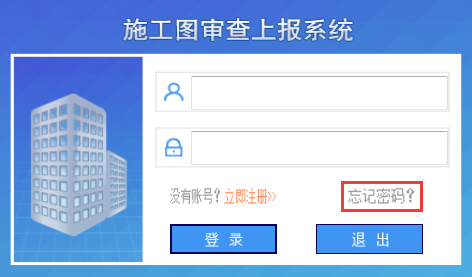 施工图审查上报系统
没有账号？立即注册>>
忘记密码？
登 录
退 出